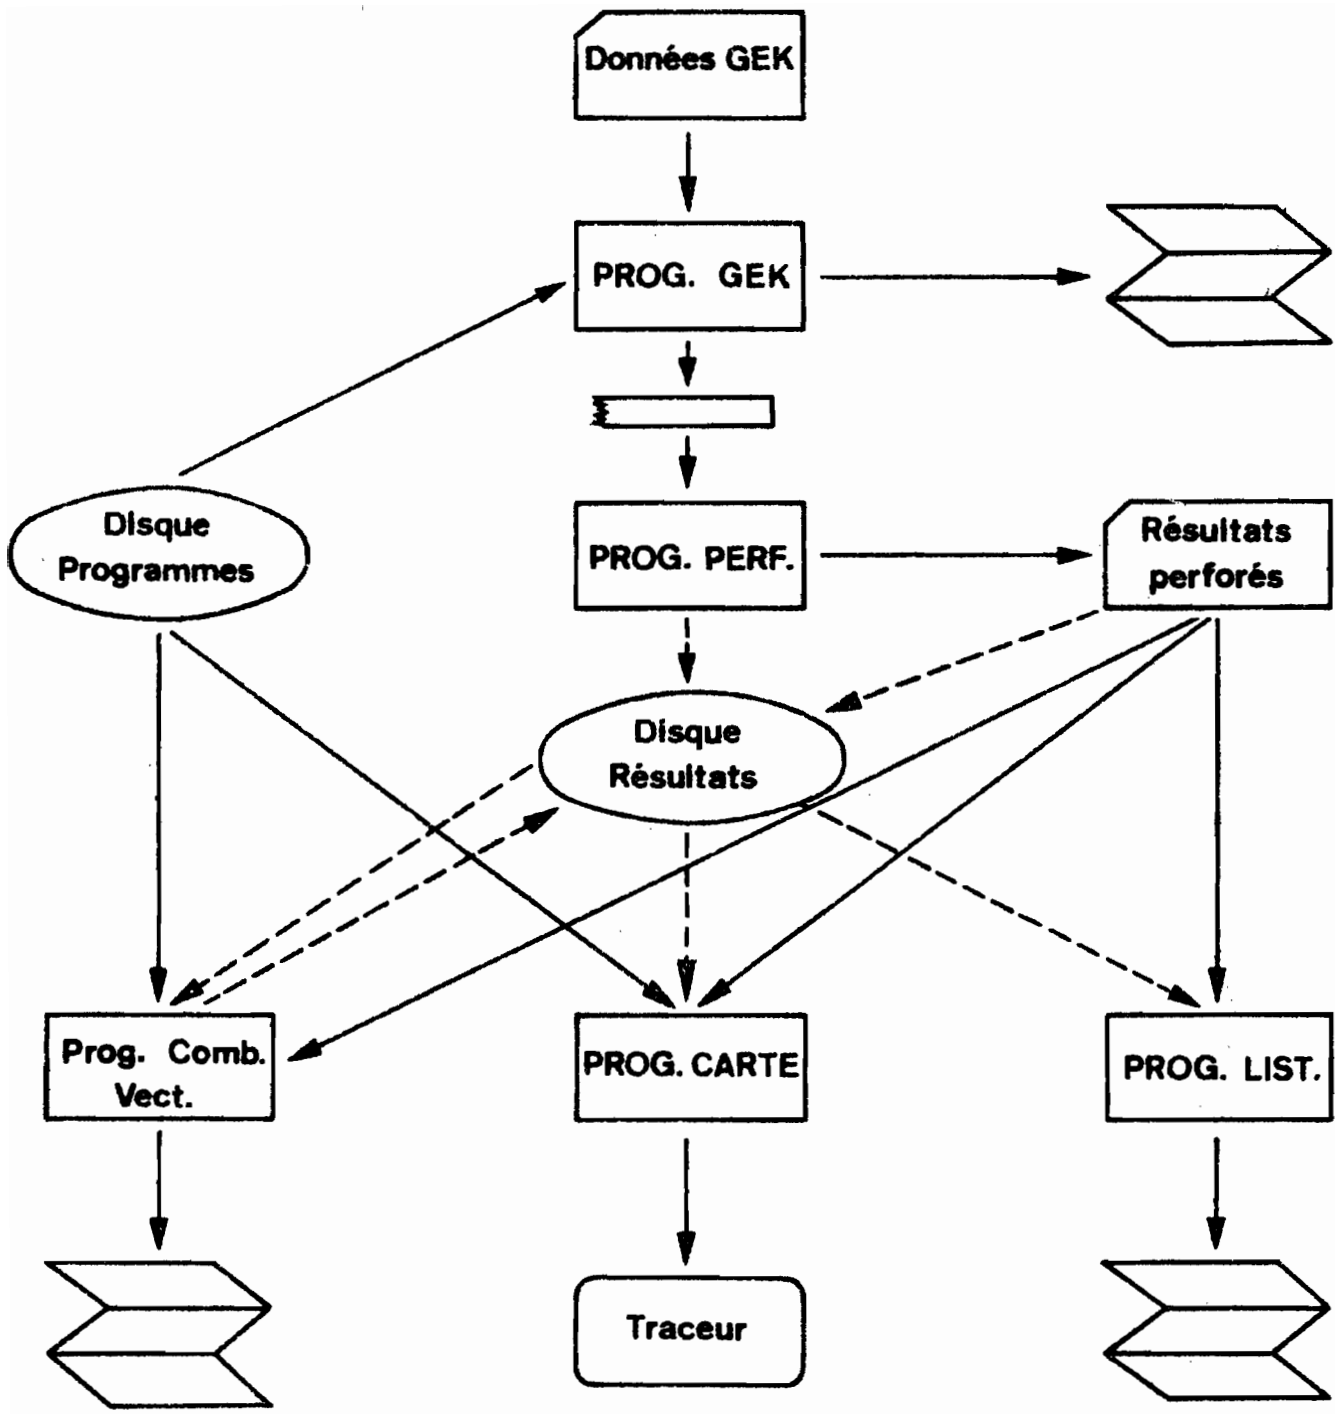 Données GEK
PROG. GEK
Disque
Programmes
PROG. PERF.
Résultats
perforés
Disque
Résultats
Prog. Comb.
Vect.
PROG. CARTE
PROG. LIST.
Traceur